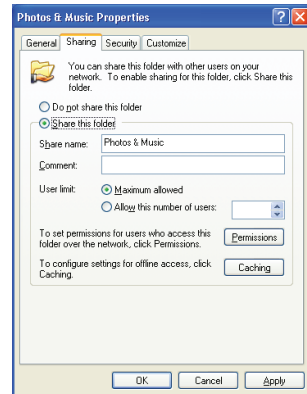 Photos & Music Properties
General Sharing Security Customize
You can share this folder with other users on your
network. To enable sharing for this folder, click Share this
folder.
Do not share this folder
Share this folder
Share name: Photos & Music
Comment:
User limit: Maximum allowed
Allow this number of users:
To set permissions for users who access this
folder over the network, click Permissions.
Permissions
To configure settings for offline access, click
Caching.
Caching
OK Cancel Apply